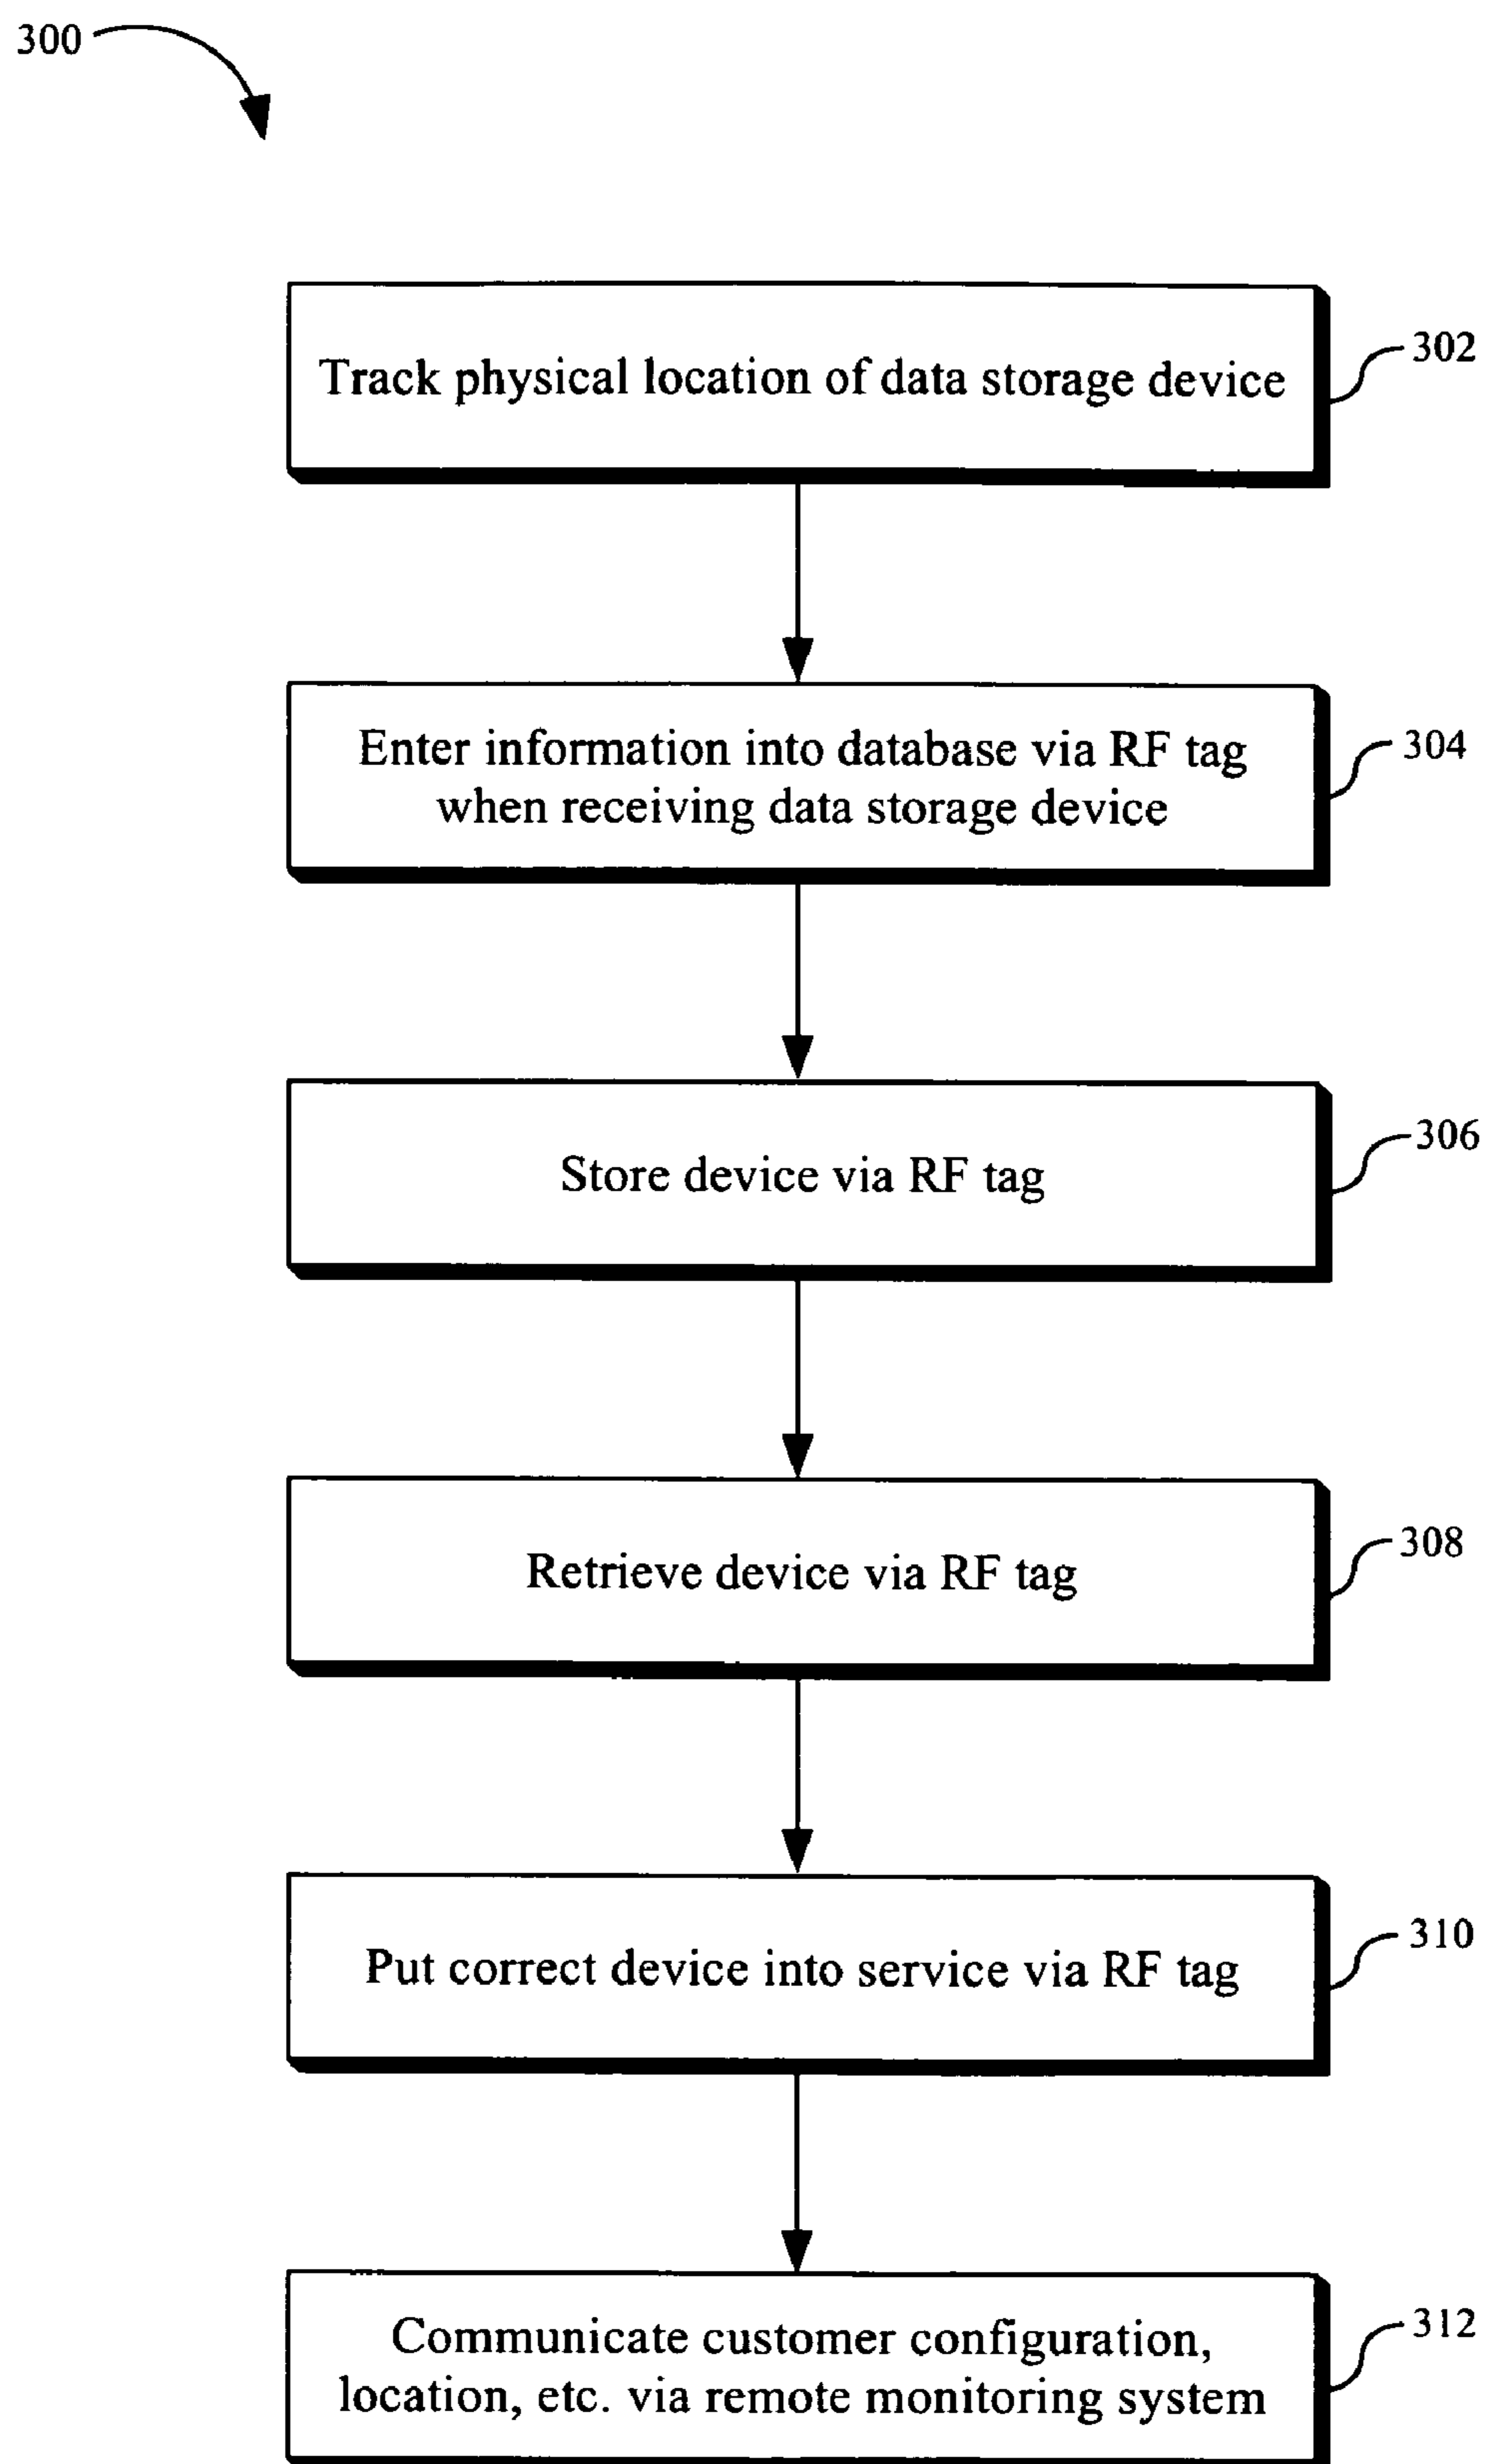 300
Track physical location of data storage device
302
Enter information into database via RF tag
when receiving data storage device
304
Store device via RF tag
306
Retrieve device via RF tag
308
Put correct device into service via RF tag
310
Communicate customer configuration,
location, etc. via remote monitoring system
312